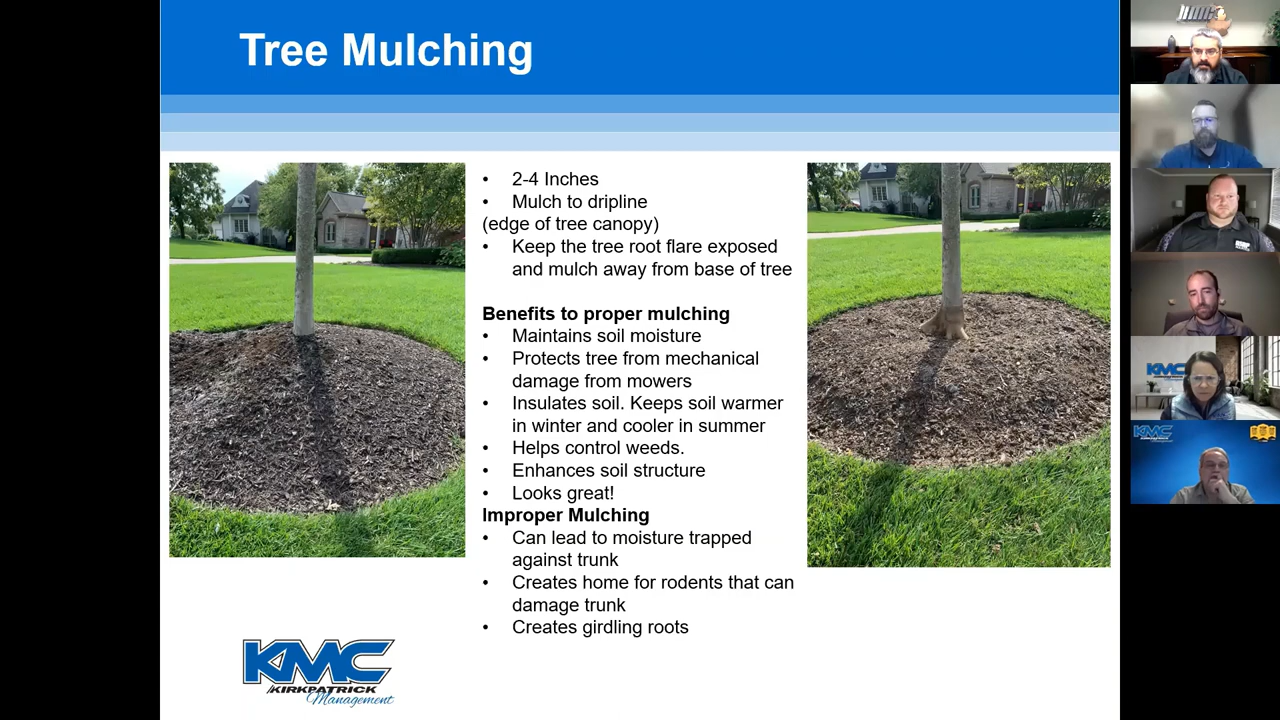 Tree Mulching
• 2-4 Inches
• Mulch to dripline
(edge of tree canopy)
• Keep the tree root flare exposed
and mulch away from base of tree
Benefits to proper mulching
• Maintains soil moisture
• Protects tree from mechanical
damage from mowers
• Insulates soil. Keeps soil warmer
in winter and cooler in summer
• Helps control weeds.
• Enhances soil structure
• Looks great!
Improper Mulching
• Can lead to moisture trapped
against trunk
• Creates home for rodents that can
damage trunk
• Creates girdling roots
KMC
KIRKPATRICK
Management
KMC
KMC
KIRKPATRICK
Management